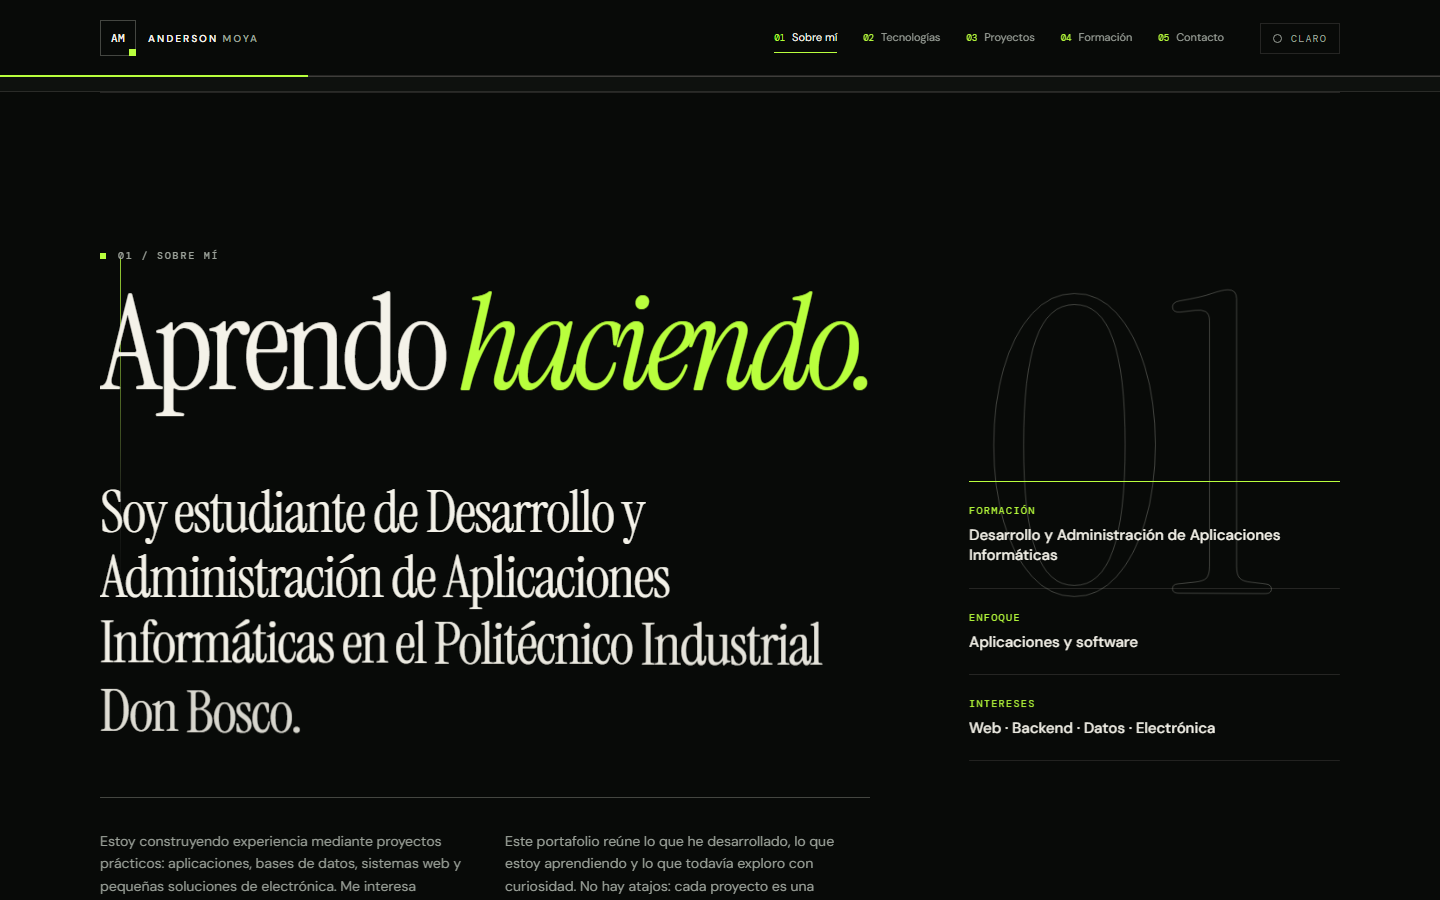 AM
ANDERSON MOYA
01 Sobre mí
02 Tecnologías
03 Proyectos
04 Formación
05 Contacto
CLARO
01 / SOBRE MÍ
Aprendo haciendo.
Soy estudiante de Desarrollo y
Administración de Aplicaciones
Informáticas en el Politécnico Industrial
Don Bosco.
Estoy construyendo experiencia mediante proyectos
prácticos: aplicaciones, bases de datos, sistemas web y
pequeñas soluciones de electrónica. Me interesa
Este portafolio reúne lo que he desarrollado, lo que
estoy aprendiendo y lo que todavía exploro con
curiosidad. No hay atajos: cada proyecto es una
01
FORMACIÓN
Desarrollo y Administración de Aplicaciones
Informáticas
ENFOQUE
Aplicaciones y software
INTERESES
Web · Backend · Datos · Electrónica